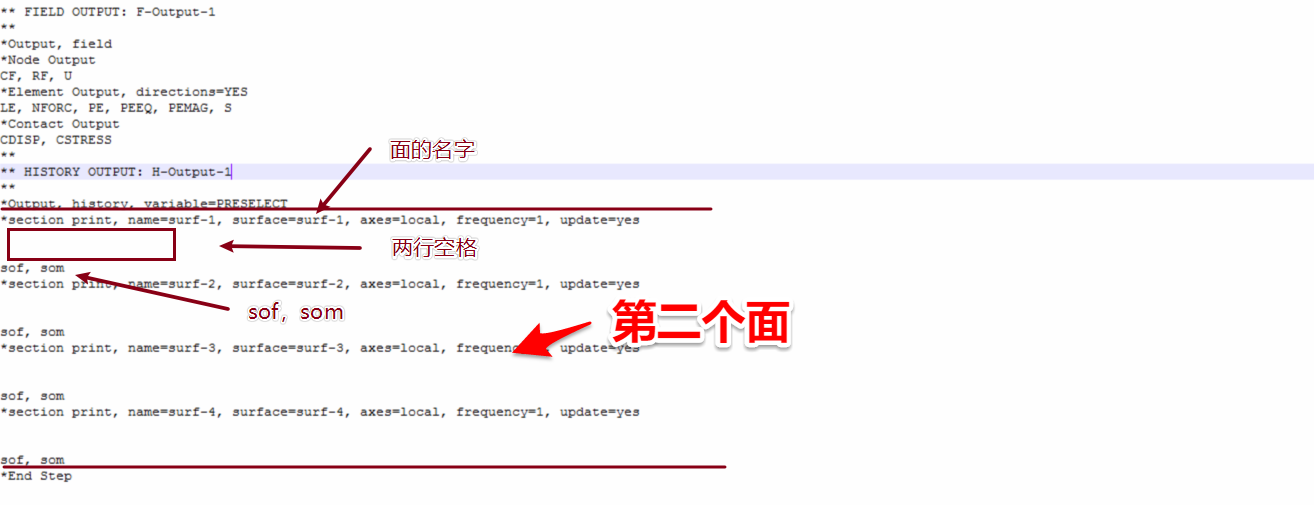 ** FIELD OUTPUT: F-Output-1
**
*Output, field
*Node Output
CF, RF, U
*Element Output, directions=YES
LE, NFORC, PE, PEEQ, PEMAG, S
*Contact Output
CDISP, CSTRESS
**
面的名字
** HISTORY OUTPUT: H-Output-1
**
*Output, history, variable=PRESELECT
*section print, name=surf-1, surface=surf-1, axes=local, frequency=1, update=yes
两行空格
sof, som
*section print, name=surf-2, surface=surf-2, axes=local, frequency=1, update=yes
sof，som
第二个面
sof, som
*section print, name=surf-3, surface=surf-3, axes=local, frequency=1, update=yes
sof, som
*section print, name=surf-4, surface=surf-4, axes=local, frequency=1, update=yes
sof, som
*End Step